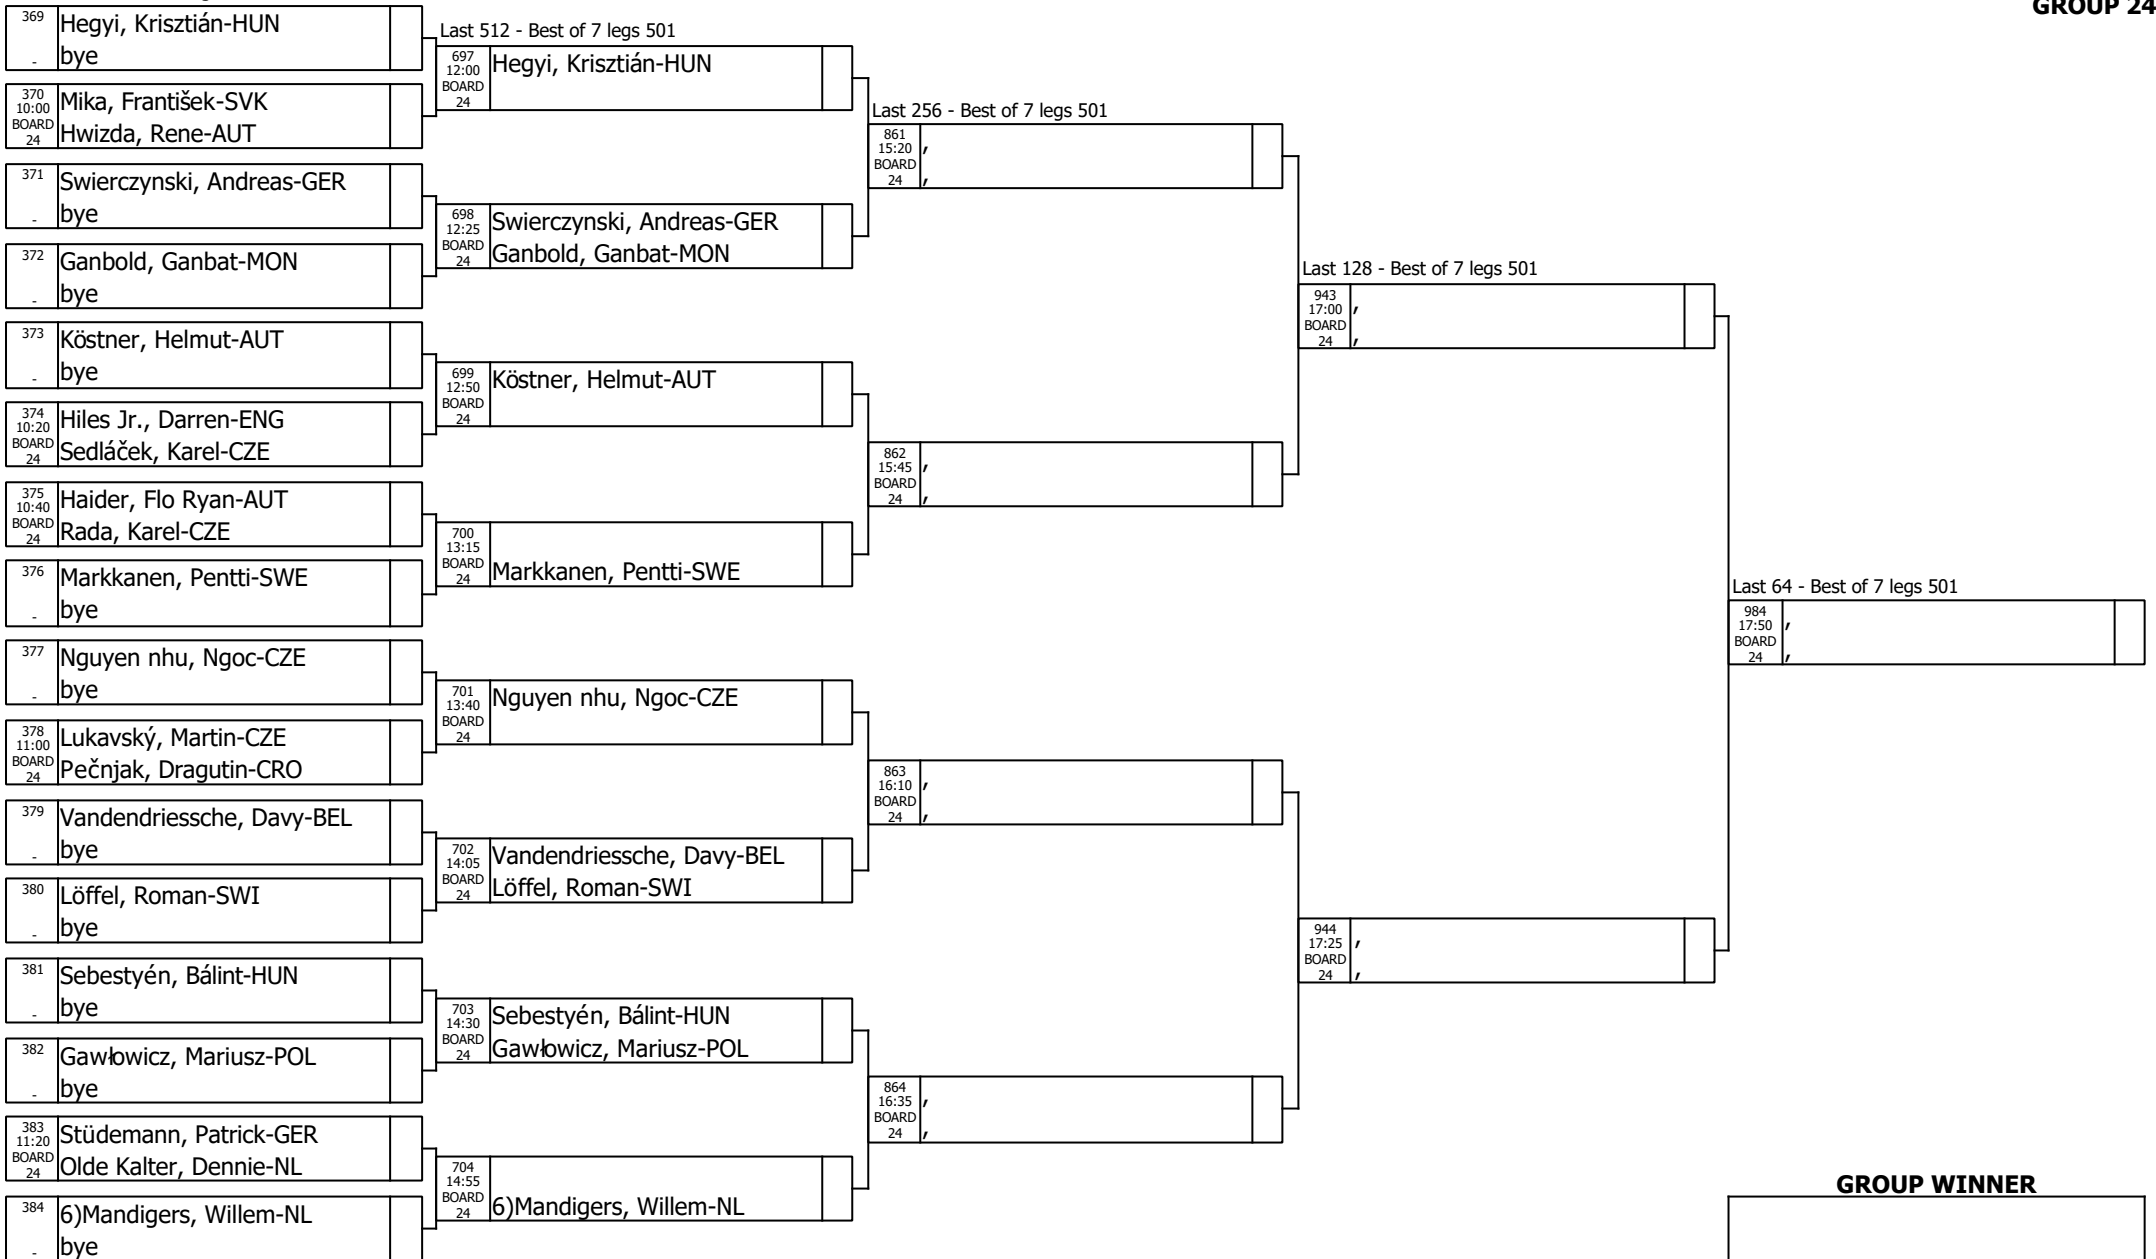 GROUP 24
369
Hegyi, Krisztián-HUN
-
bye
370
10:00
BOARD
24
Mika, František-SVK
Hwizda, Rene-AUT
371
Swierczynski, Andreas-GER
-
bye
372
Ganbold, Ganbat-MON
-
bye
373
Köstner, Helmut-AUT
-
bye
374
10:20
BOARD
24
Hiles Jr., Darren-ENG
Sedláček, Karel-CZE
375
10:40
BOARD
24
Haider, Flo Ryan-AUT
Rada, Karel-CZE
376
Markkanen, Pentti-SWE
-
bye
377
Nguyen nhu, Ngoc-CZE
-
bye
378
11:00
BOARD
24
Lukavský, Martin-CZE
Pečnjak, Dragutin-CRO
379
Vandendriessche, Davy-BEL
-
bye
380
Löffel, Roman-SWI
-
bye
381
Sebestyén, Bálint-HUN
-
bye
382
Gawłowicz, Mariusz-POL
-
bye
383
11:20
BOARD
24
Stüdemann, Patrick-GER
Olde Kalter, Dennie-NL
384
6)Mandigers, Willem-NL
-
bye
Last 512 - Best of 7 legs 501
697
12:00
BOARD
24
Hegyi, Krisztián-HUN
698
12:25
BOARD
24
Swierczynski, Andreas-GER
Ganbold, Ganbat-MON
699
12:50
BOARD
24
Köstner, Helmut-AUT
700
13:15
BOARD
24
Markkanen, Pentti-SWE
701
13:40
BOARD
24
Nguyen nhu, Ngoc-CZE
702
14:05
BOARD
24
Vandendriessche, Davy-BEL
Löffel, Roman-SWI
703
14:30
BOARD
24
Sebestyén, Bálint-HUN
Gawłowicz, Mariusz-POL
704
14:55
BOARD
24
6)Mandigers, Willem-NL
Last 256 - Best of 7 legs 501
861
15:20
BOARD
24
,
,
862
15:45
BOARD
24
,
,
863
16:10
BOARD
24
,
,
864
16:35
BOARD
24
,
,
Last 128 - Best of 7 legs 501
943
17:00
BOARD
24
,
,
944
17:25
BOARD
24
,
,
Last 64 - Best of 7 legs 501
984
17:50
BOARD
24
,
,
GROUP WINNER